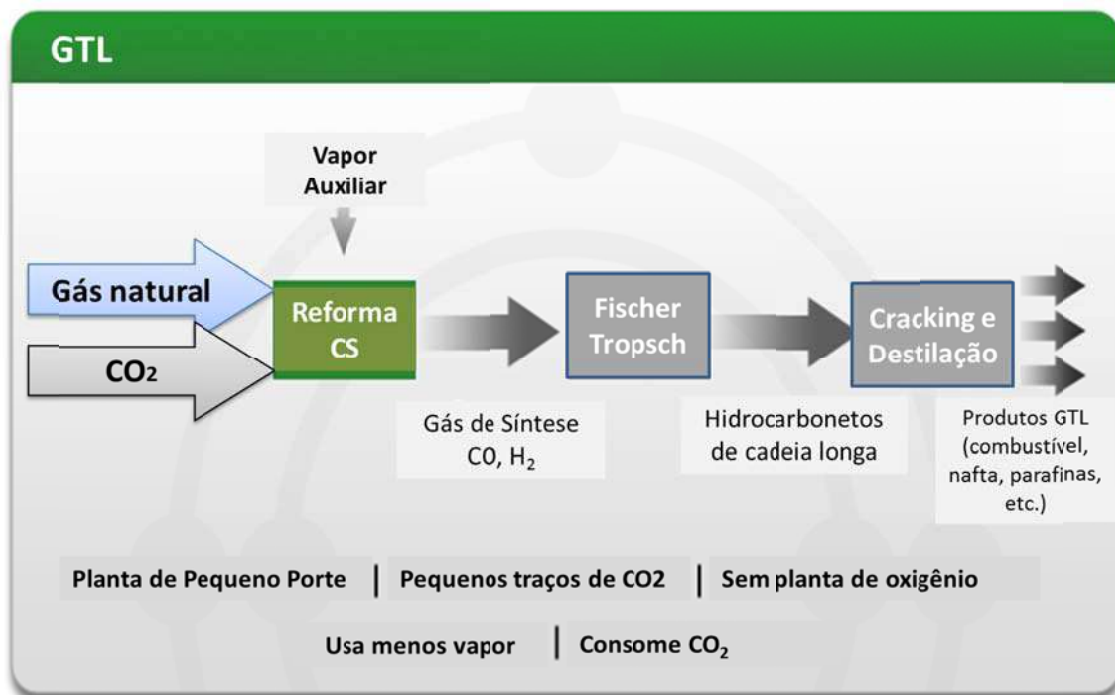 GTL
Vapor
Auxiliar
Gás natural
CO₂
Reforma
CS
Fischer
Tropsch
Cracking e
Destilação
Gás de Síntese
C0, H₂
Hidrocarbonetos
de cadeia longa
Produtos GTL
(combustível,
nafta, parafinas,
etc.)
Planta de Pequeno Porte | Pequenos traços de CO2 | Sem planta de oxigênio
Usa menos vapor | Consome CO₂